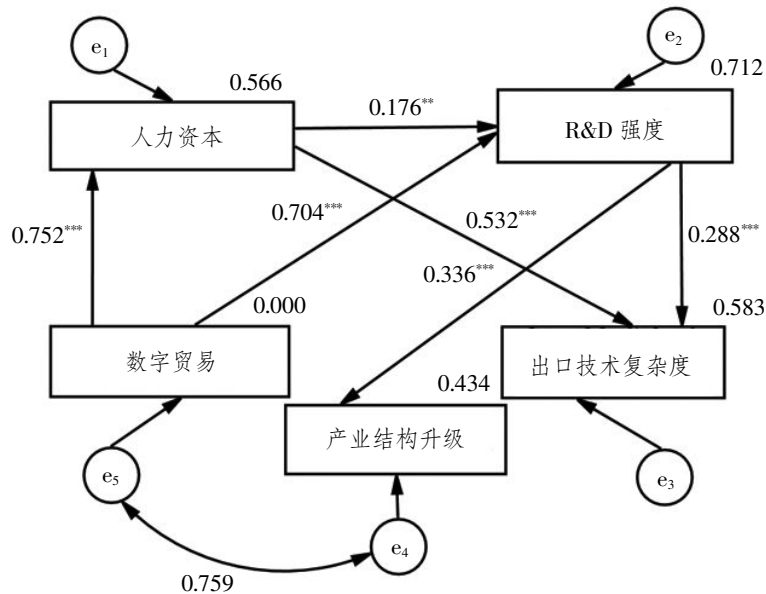 e₁
e₂
0.566
0.712
人力资本
0.176**
R&D 强度
0.752***
0.704***
0.532***
0.288***
0.336***
0.000
0.583
数字贸易
出口技术复杂度
0.434
产业结构升级
e₅
e₃
e₄
0.759